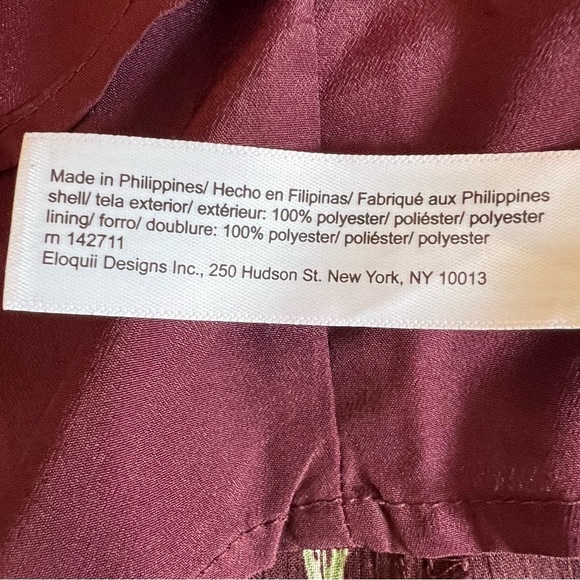 Made in Philippines/ Hecho en Filipinas/ Fabriqué aux Philippines
shell/ tela exterior/ extérieur: 100% polyester/ poliéster/ polyester
lining/ forro/ doublure: 100% polyester/ poliéster/ polyester
m 142711
Eloquii Designs Inc., 250 Hudson St. New York, NY 10013